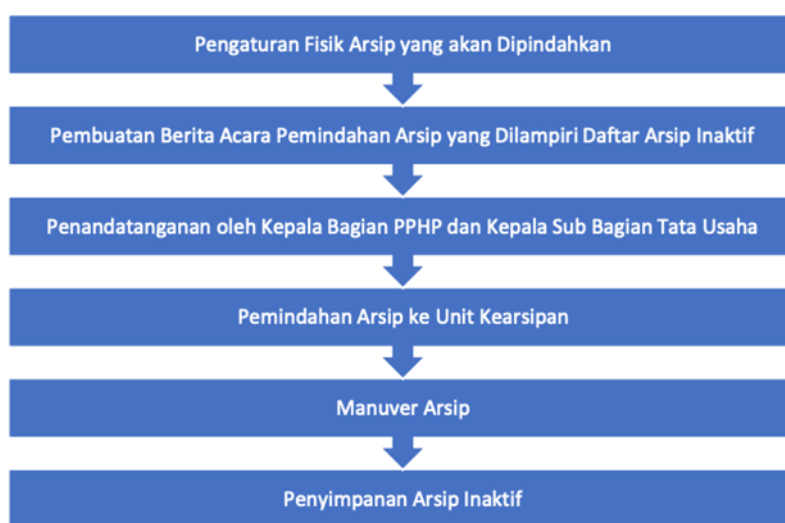 Pengaturan Fisik Arsip yang akan Dipindahkan
Pembuatan Berita Acara Pemindahan Arsip yang Dilampiri Daftar Arsip Inaktif
Penandatanganan oleh Kepala Bagian PPHP dan Kepala Sub Bagian Tata Usaha
Pemindahan Arsip ke Unit Kearsipan
Manuver Arsip
Penyimpanan Arsip Inaktif